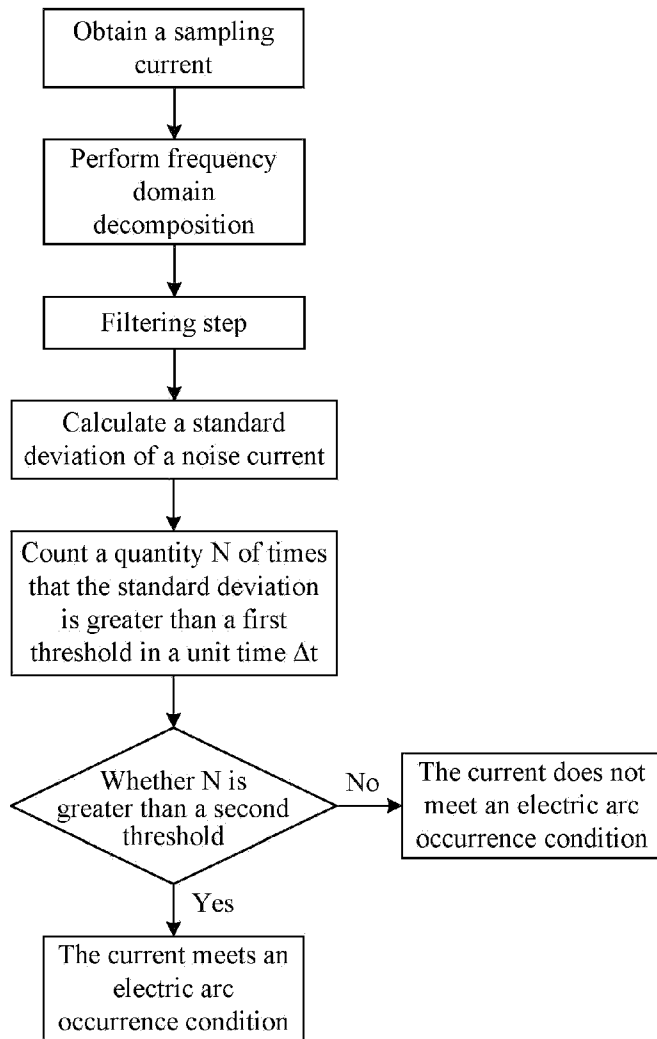 Obtain a sampling
current
Perform frequency
domain
decomposition
Filtering step
Calculate a standard
deviation of a noise current
Count a quantity N of times
that the standard deviation
is greater than a first
threshold in a unit time Δt
Whether N is
greater than a second
threshold
No
The current does not
meet an electric arc
occurrence condition
Yes
The current meets an
electric arc
occurrence condition